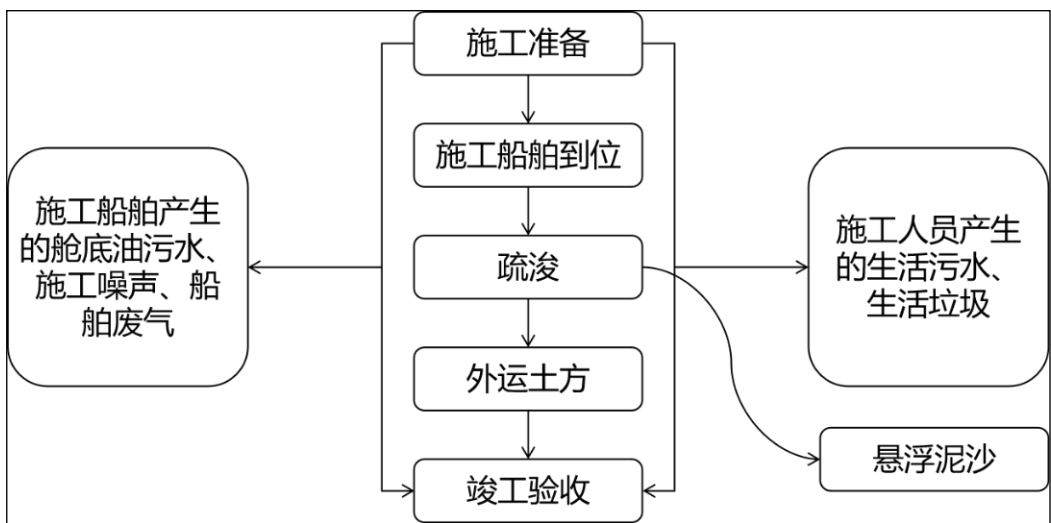 施工准备
施工船舶到位
施工船舶产生
的舱底油污水、
施工噪声、船
舶废气
疏浚
施工人员产生
的生活污水、
生活垃圾
外运土方
悬浮泥沙
竣工验收